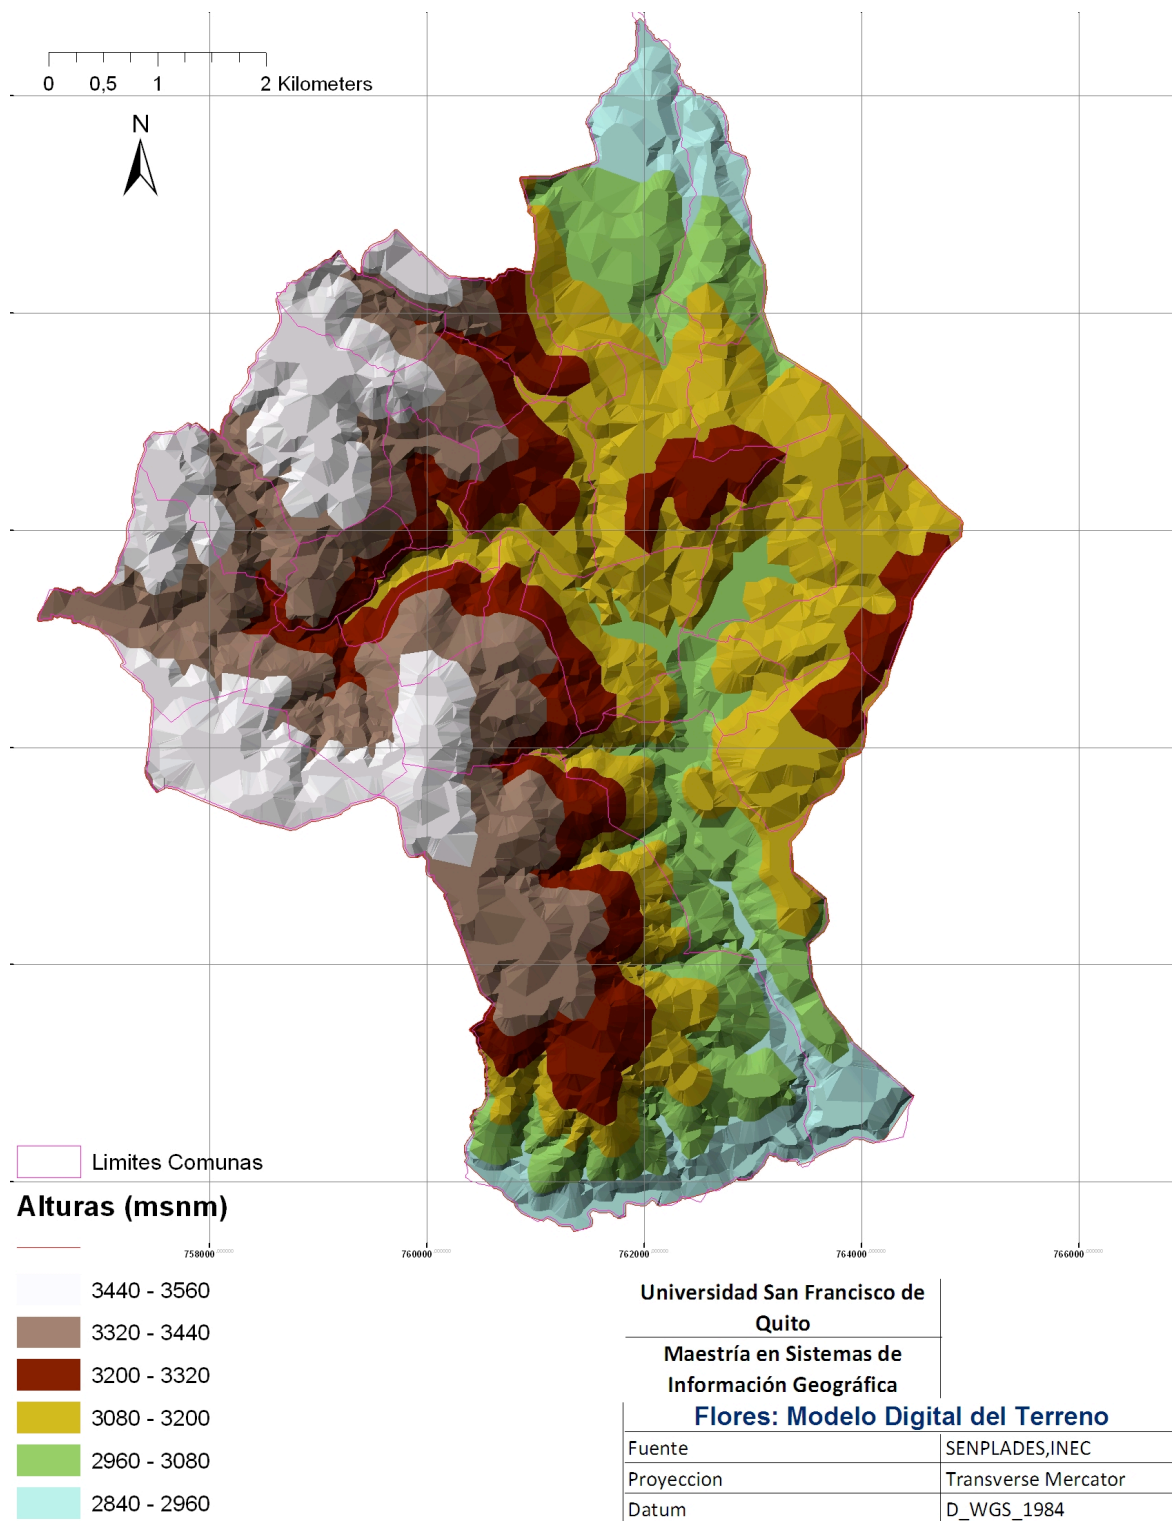 0 0,5 1 2 Kilometers
N
Limites Comunas
Alturas (msnm)
758000 760000 762000 764000 766000
3440 - 3560
3320 - 3440
3200 - 3320
3080 - 3200
2960 - 3080
2840 - 2960
Universidad San Francisco de
Quito
Maestría en Sistemas de
Información Geográfica
Flores: Modelo Digital del Terreno
Fuente SENPLADES,INEC
Proyeccion Transverse Mercator
Datum D_WGS_1984